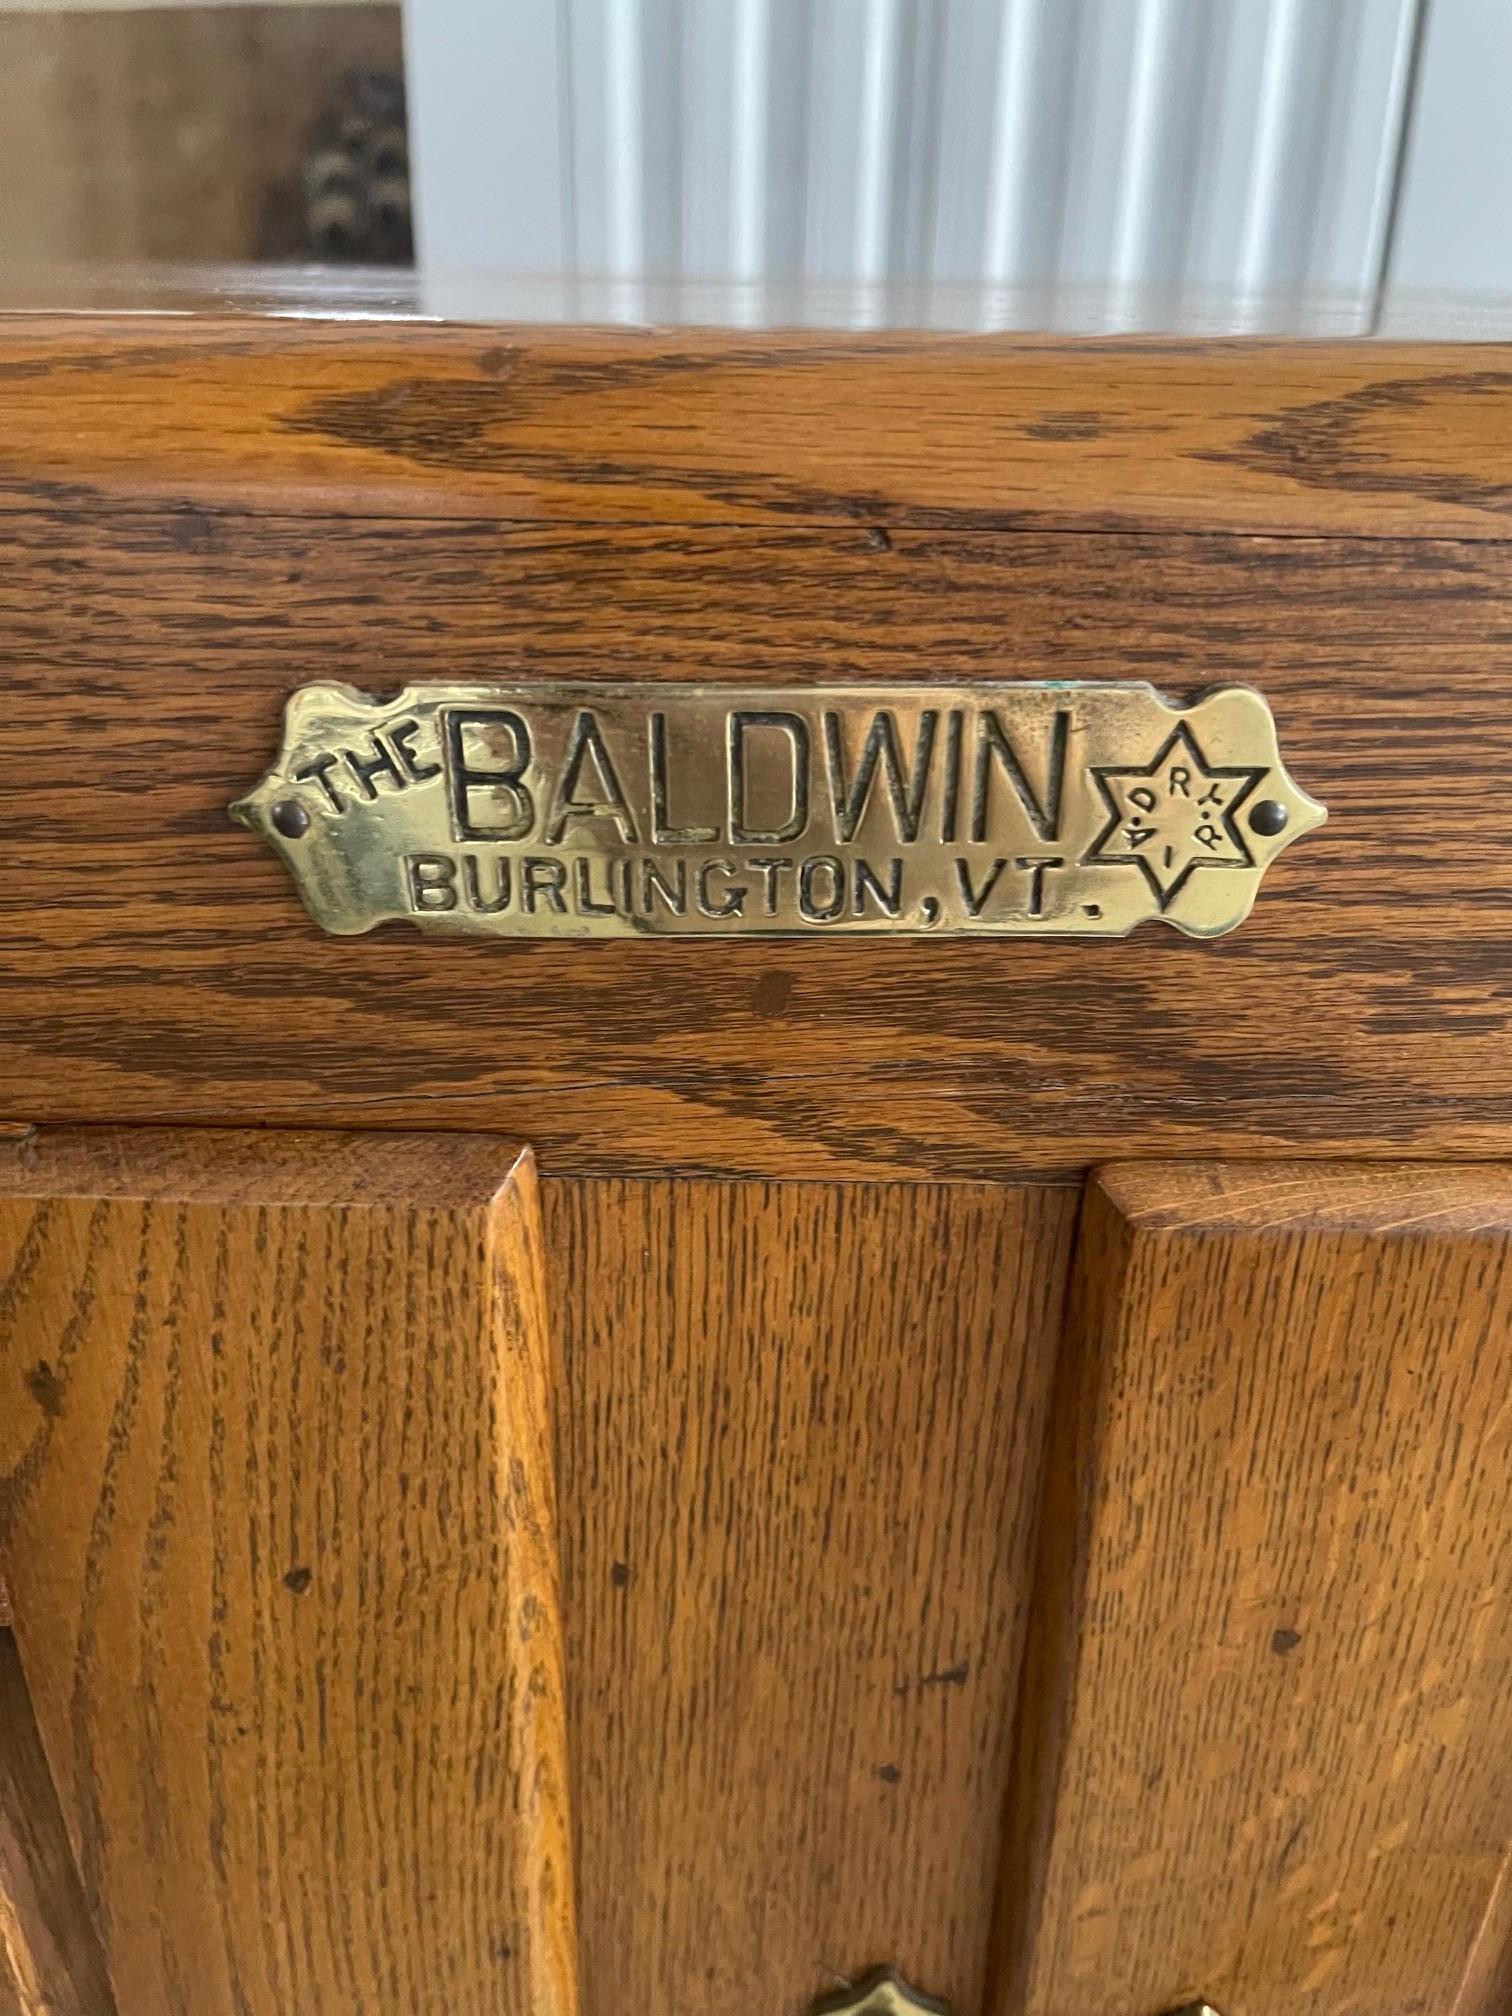 THE BALDWIN
BURLINGTON, VT.
DRY · AIR ·